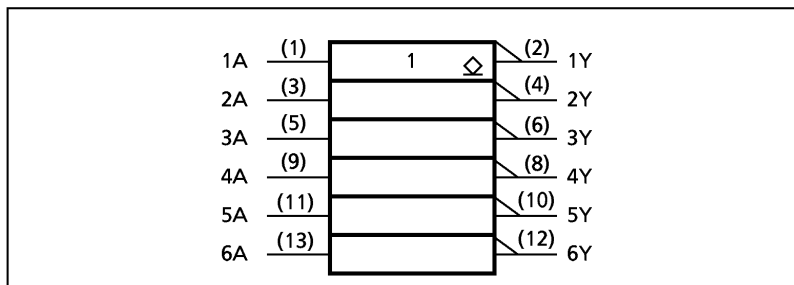 1A (1) 1 (2) 1Y
2A (3) (4) 2Y
3A (5) (6) 3Y
4A (9) (8) 4Y
5A (11) (10) 5Y
6A (13) (12) 6Y